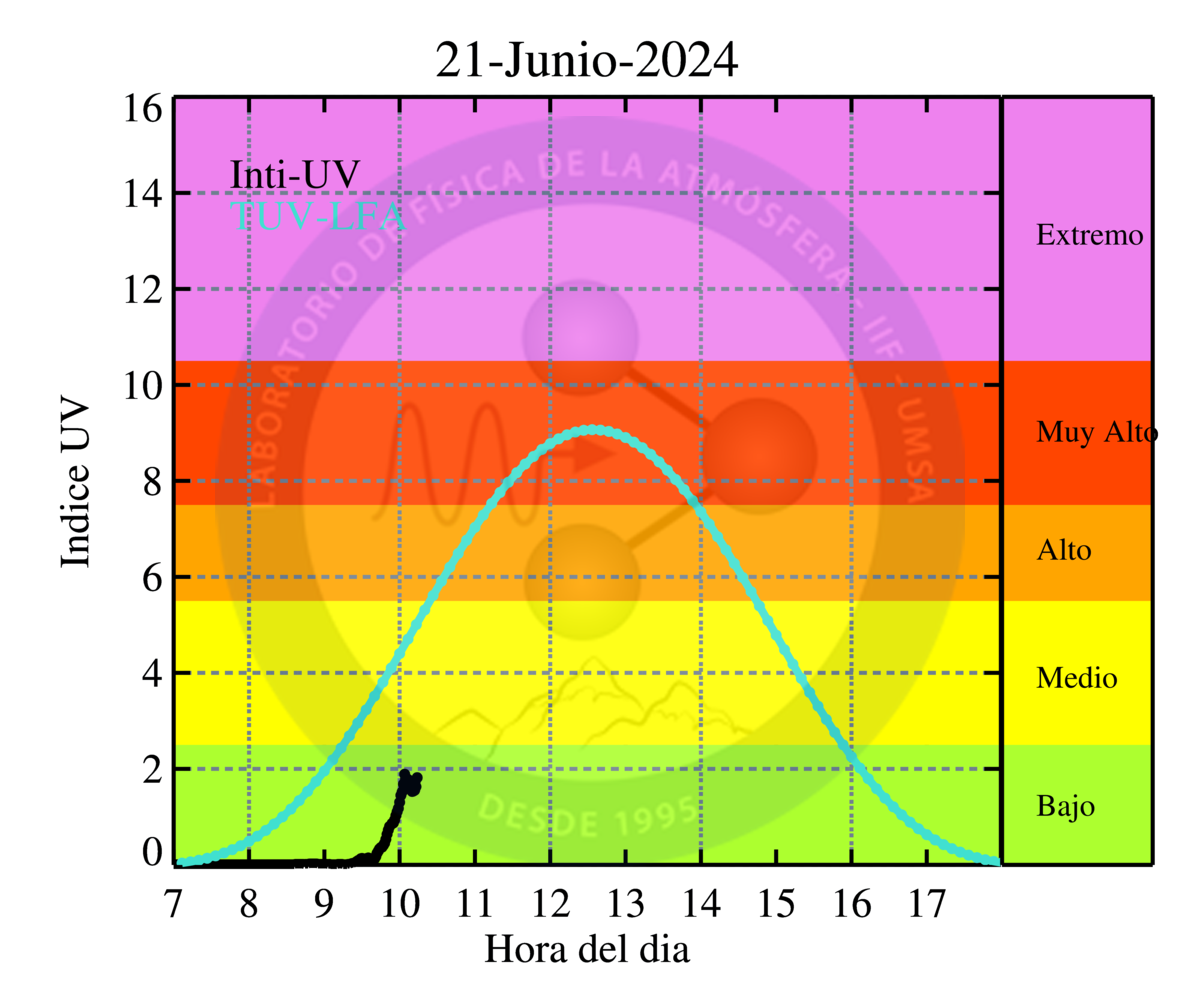 21-Junio-2024
16
14
12
10
8
6
4
2
0
Indice UV
Inti-UV
TUV-LFA
LABORATORIO DE FÍSICA DE LA ATMÓSFERA - IIF - UMSA
DESDE 1995
Extremo
Muy Alto
Alto
Medio
Bajo
7 8 9 10 11 12 13 14 15 16 17
Hora del dia